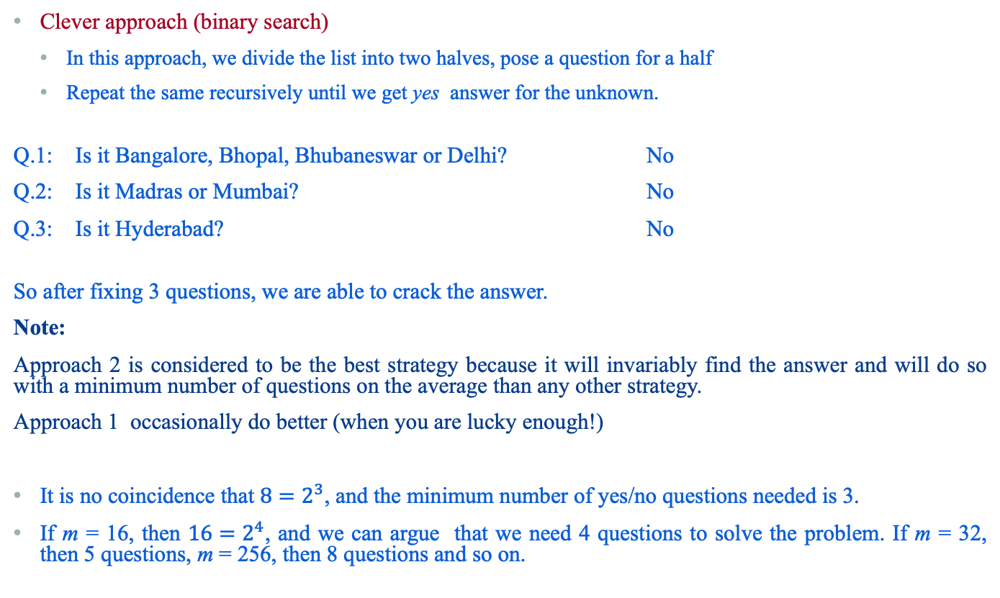 • Clever approach (binary search)
• In this approach, we divide the list into two halves, pose a question for a half
• Repeat the same recursively until we get yes answer for the unknown.
Q.1: Is it Bangalore, Bhopal, Bhubaneswar or Delhi? No
Q.2: Is it Madras or Mumbai? No
Q.3: Is it Hyderabad? No
So after fixing 3 questions, we are able to crack the answer.
Note:
Approach 2 is considered to be the best strategy because it will invariably find the answer and will do so
with a minimum number of questions on the average than any other strategy.
Approach 1 occasionally do better (when you are lucky enough!)
• It is no coincidence that 8 = 2³, and the minimum number of yes/no questions needed is 3.
• If m = 16, then 16 = 2⁴, and we can argue that we need 4 questions to solve the problem. If m = 32,
then 5 questions, m = 256, then 8 questions and so on.